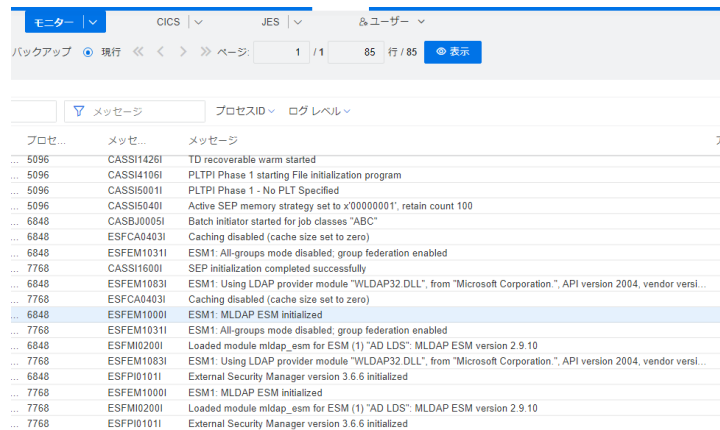 モニター CICS JES ユーザー
バックアップ 現行 ページ: 1 / 1 85 行 / 85 表示
メッセージ プロセスID ログ レベル
プロセ... メッセ... メッセージ
... 5096 CASSI1426I TD recoverable warm started
... 5096 CASSI4106I PLTPI Phase 1 starting File initialization program
... 5096 CASSI5001I PLTPI Phase 1 - No PLT Specified
... 5096 CASSI5040I Active SEP memory strategy set to x'00000001', retain count 100
... 6848 CASBJ0005I Batch initiator started for job classes "ABC"
... 6848 ESFCA0403I Caching disabled (cache size set to zero)
... 6848 ESFEM1031I ESM1: All-groups mode disabled; group federation enabled
... 7768 CASSI1600I SEP initialization completed successfully
... 6848 ESFEM1083I ESM1: Using LDAP provider module "WLDAP32.DLL", from "Microsoft Corporation.", API version 2004, vendor versi...
... 7768 ESFCA0403I Caching disabled (cache size set to zero)
... 6848 ESFEM1000I ESM1: MLDAP ESM initialized
... 7768 ESFEM1031I ESM1: All-groups mode disabled; group federation enabled
... 6848 ESFMI0200I Loaded module mldap_esm for ESM (1) "AD LDS": MLDAP ESM version 2.9.10
... 7768 ESFEM1083I ESM1: Using LDAP provider module "WLDAP32.DLL", from "Microsoft Corporation.", API version 2004, vendor versi...
... 6848 ESFPI0101I External Security Manager version 3.6.6 initialized
... 7768 ESFEM1000I ESM1: MLDAP ESM initialized
... 7768 ESFMI0200I Loaded module mldap_esm for ESM (1) "AD LDS": MLDAP ESM version 2.9.10
... 7768 ESFPI0101I External Security Manager version 3.6.6 initialized